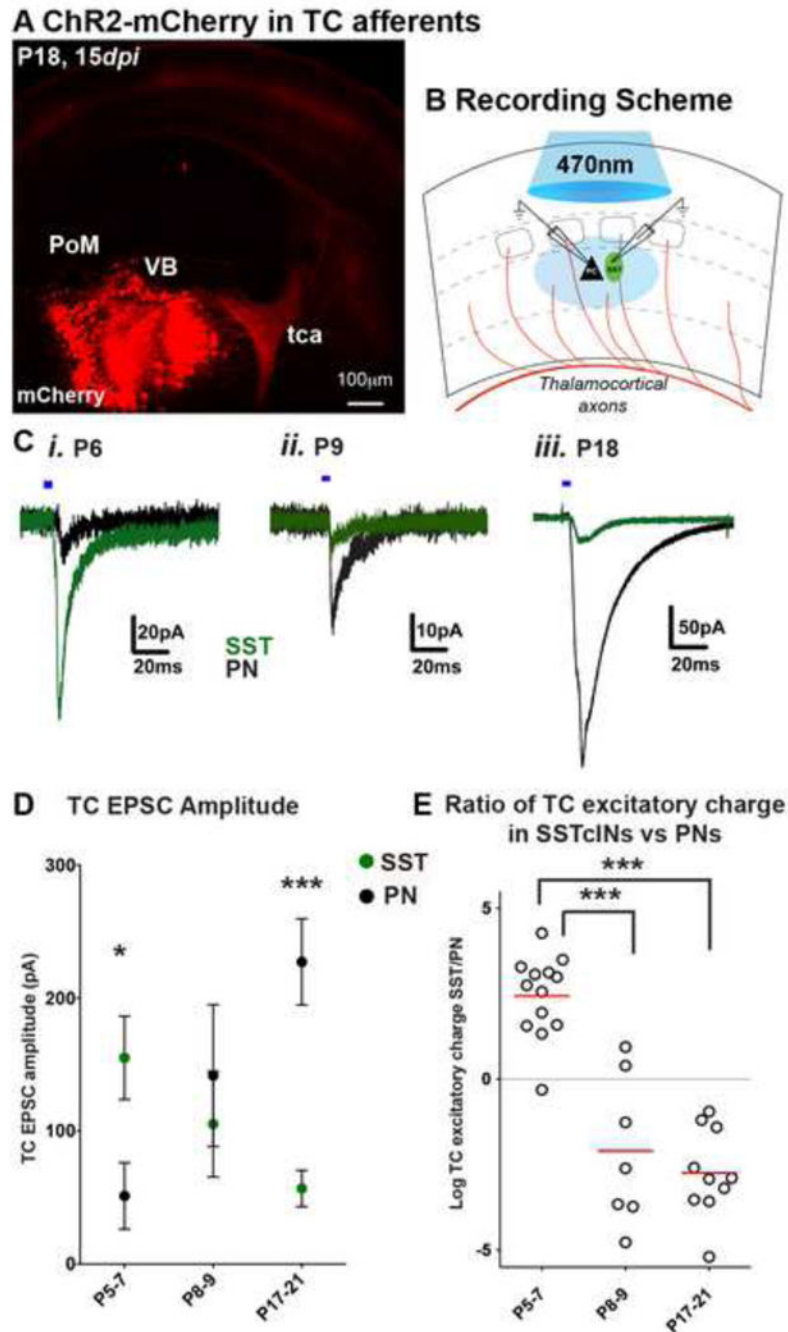 A ChR2-mCherry in TC afferents
P18, 15dpi
PoM
VB
tca
100μm
mCherry
B Recording Scheme
470nm
PC
SST
Thalamocortical
axons
C i. P6
ii. P9
iii. P18
20pA
20ms
SST
PN
10pA
20ms
50pA
20ms
D TC EPSC Amplitude
SST
PN
300
200
100
0
TC EPSC amplitude (pA)
*
***
P5-7
P8-9
P17-21
E Ratio of TC excitatory charge
in SSTcINs vs PNs
***
***
5
0
-5
Log TC excitatory charge SST/PN
P5-7
P8-9
P17-21